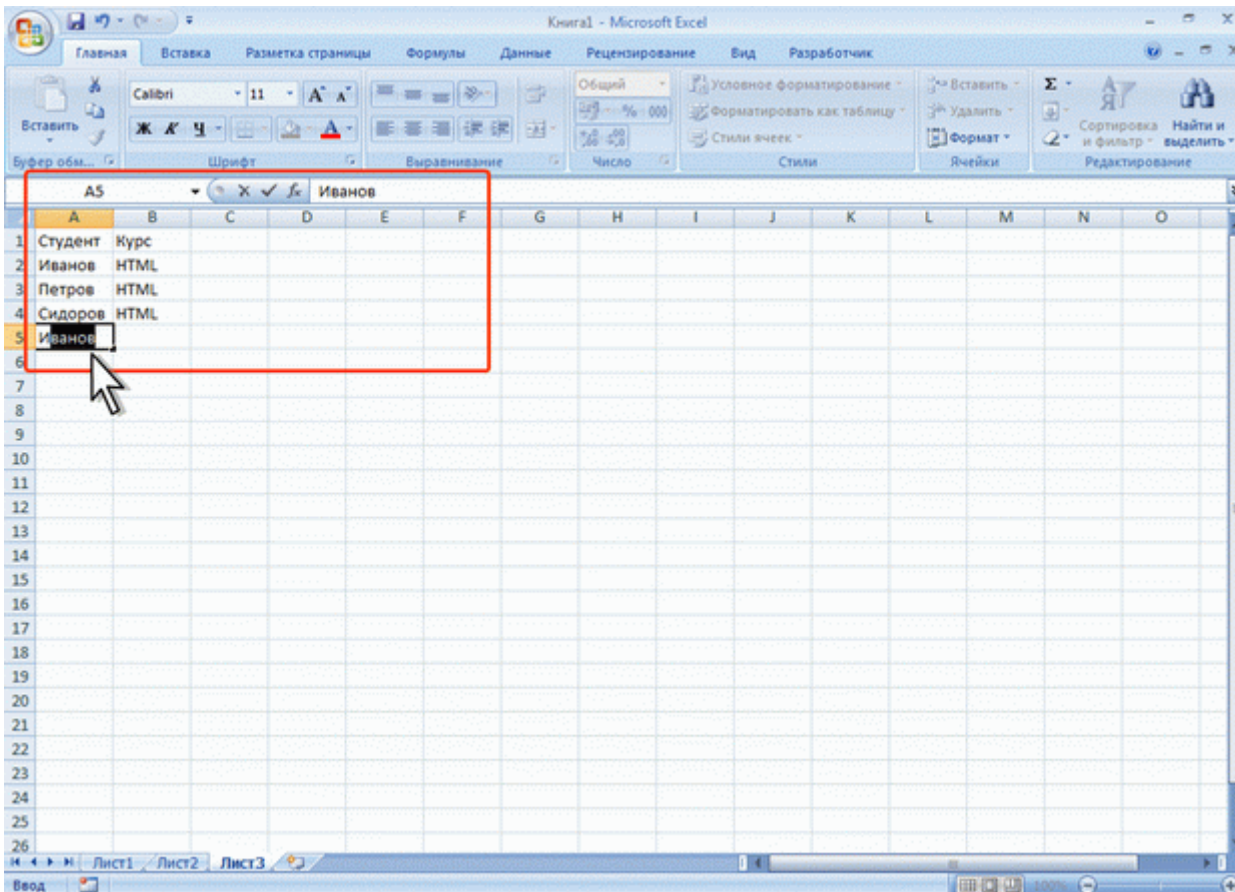 Книга1 - Microsoft Excel
Главная Вставка Разметка страницы Формулы Данные Рецензирование Вид Разработчик
Вставить
Calibri 11 А А
Ж К Ч
Общий
% 000
Условное форматирование
Форматировать как таблицу
Стили ячеек
Вставить
Удалить
Формат
Σ
Сортировка и фильтр
Найти и выделить
Буфер обм... Шрифт Выравнивание Число Стили Ячейки Редактирование
A5 fx Иванов
A B C D E F G H I J K L M N O
1 Студент Курс
2 Иванов HTML
3 Петров HTML
4 Сидоров HTML
5 Иванов
6
7
8
9
10
11
12
13
14
15
16
17
18
19
20
21
22
23
24
25
26
Лист1 Лист2 Лист3
Ввод 100%